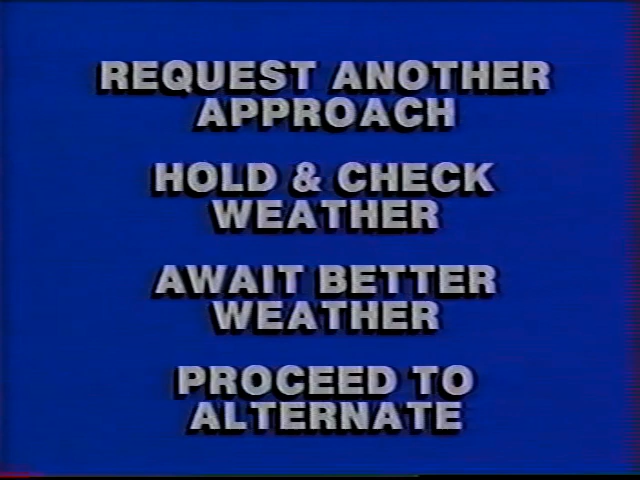 REQUEST ANOTHER
APPROACH
HOLD & CHECK
WEATHER
AWAIT BETTER
WEATHER
PROCEED TO
ALTERNATE